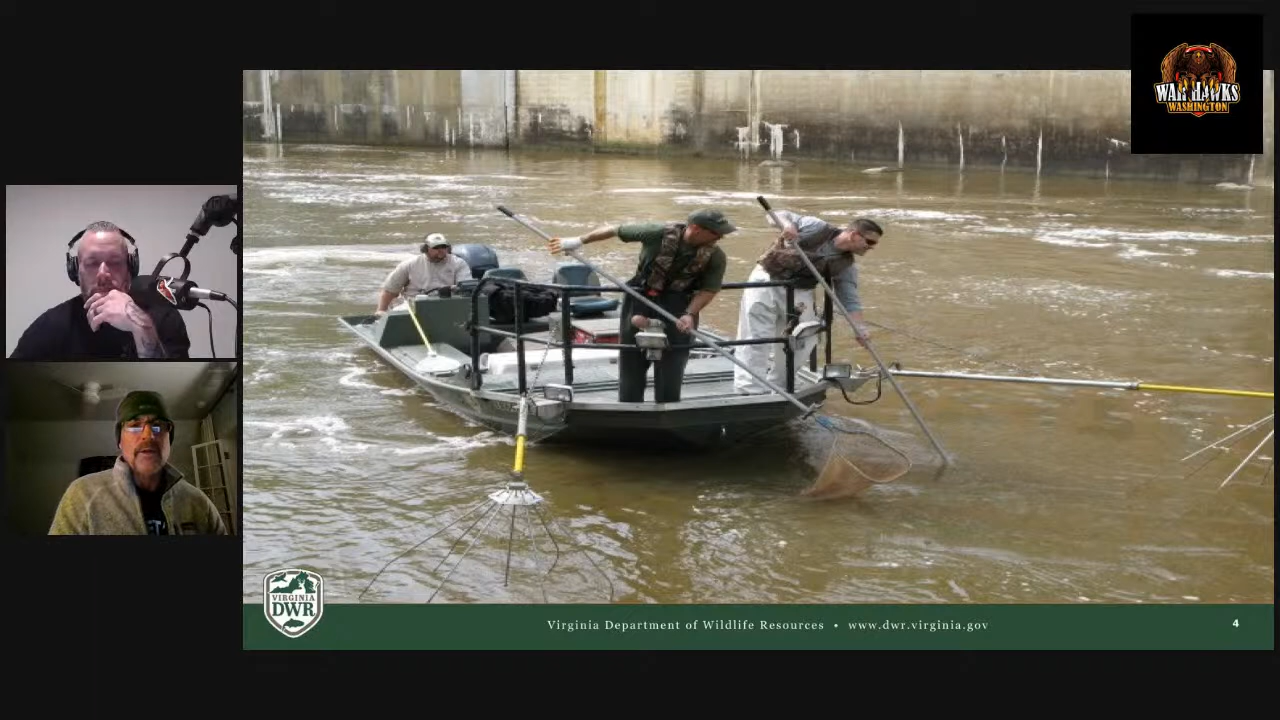 WAR HAWKS
WASHINGTON
VIRGINIA
DWR
Virginia Department of Wildlife Resources • www.dwr.virginia.gov
4